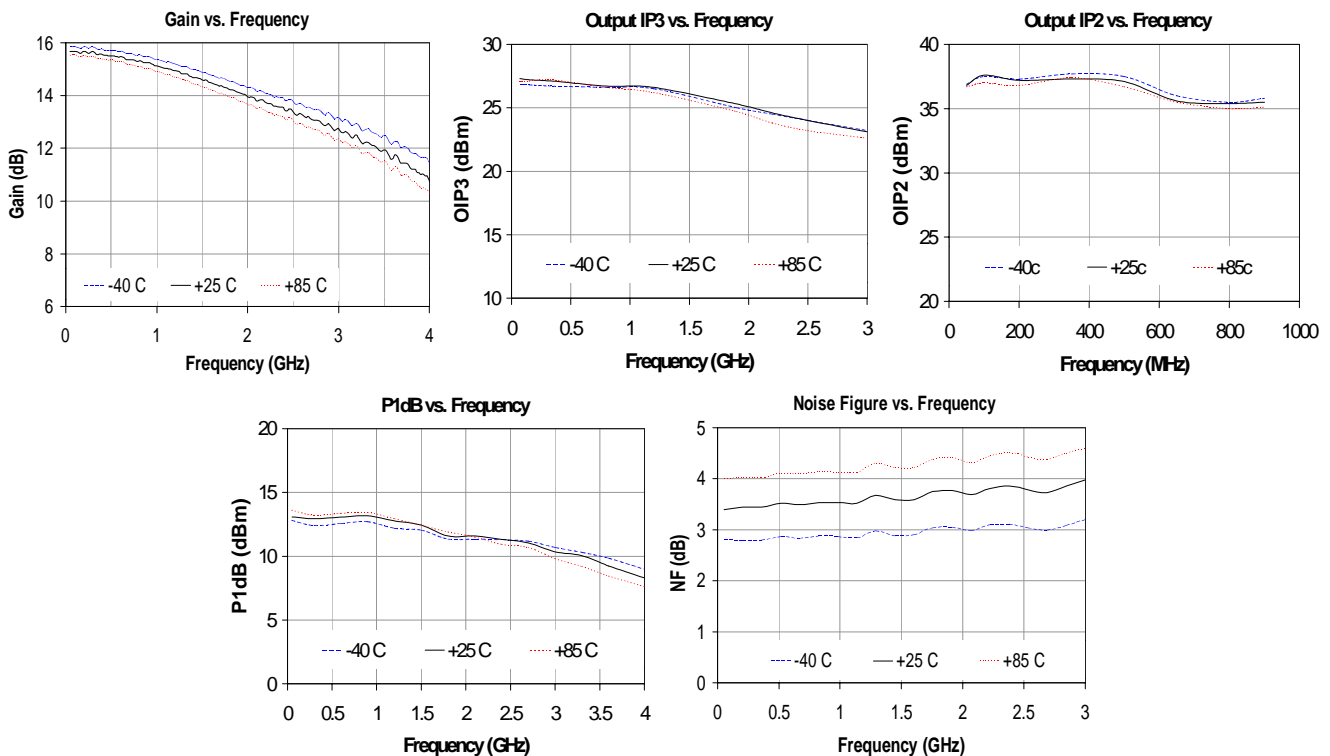 Gain vs. Frequency
16
14
12
10
8
6
Gain (dB)
-40 C
+25 C
+85 C
0 1 2 3 4
Frequency (GHz)
Output IP3 vs. Frequency
30
25
20
15
10
OIP3 (dBm)
-40 C
+25 C
+85 C
0 0.5 1 1.5 2 2.5 3
Frequency (GHz)
Output IP2 vs. Frequency
40
35
30
25
20
OIP2 (dBm)
-40c
+25c
+85c
0 200 400 600 800 1000
Frequency (MHz)
P1dB vs. Frequency
20
15
10
5
0
P1dB (dBm)
-40 C
+25 C
+85 C
0 0.5 1 1.5 2 2.5 3 3.5 4
Frequency (GHz)
Noise Figure vs. Frequency
5
4
3
2
1
0
NF (dB)
-40 C
+25 C
+85 C
0 0.5 1 1.5 2 2.5 3
Frequency (GHz)